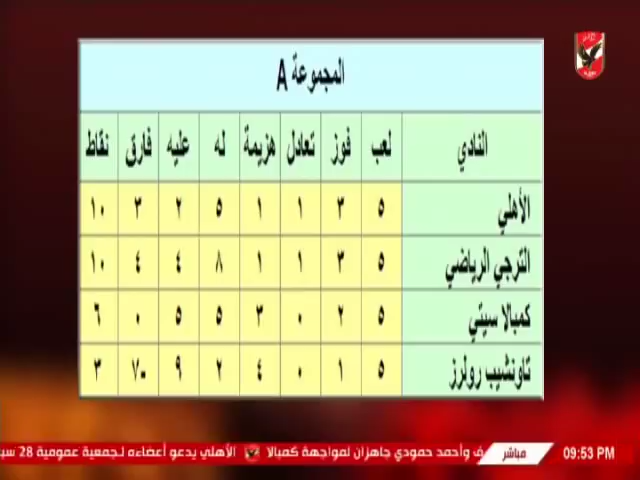 المجموعة A
النادي لعب فوز تعادل هزيمة له عليه فارق نقاط
الأهلي ٥ ٣ ١ ١ ٥ ٢ ٣ ١٠
الترجي الرياضي ٥ ٣ ١ ١ ٨ ٤ ٤ ١٠
كمبالا سيتي ٥ ٢ ٠ ٣ ٥ ٥ ٠ ٦
تاونشيب رولرز ٥ ١ ٠ ٤ ٢ ٩ ٧- ٣
09:53 PM مباشر ف وأحمد حمودي جاهزان لمواجهة كمبالا الأهلي يدعو أعضاءه لجمعية عمومية 28 سب